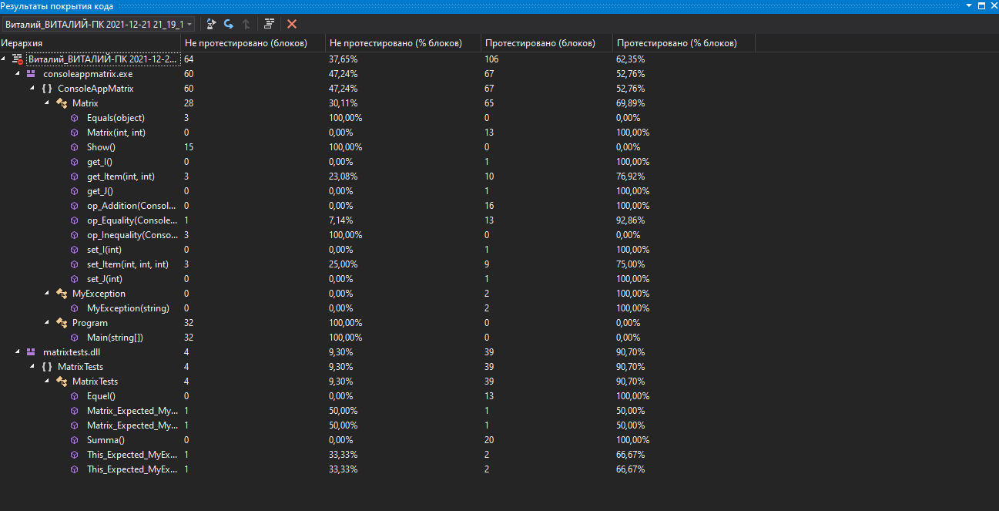 Результаты покрытия кода
Виталий_ВИТАЛИЙ-ПК 2021-12-21 21_19_1
Иерархия Не протестировано (блоков) Не протестировано (% блоков) Протестировано (блоков) Протестировано (% блоков)
Виталий_ВИТАЛИЙ-ПК 2021-12-2... 64 37,65% 106 62,35%
consoleappmatrix.exe 60 47,24% 67 52,76%
{ } ConsoleAppMatrix 60 47,24% 67 52,76%
Matrix 28 30,11% 65 69,89%
Equals(object) 3 100,00% 0 0,00%
Matrix(int, int) 0 0,00% 13 100,00%
Show() 15 100,00% 0 0,00%
get_I() 0 0,00% 1 100,00%
get_Item(int, int) 3 23,08% 10 76,92%
get_J() 0 0,00% 1 100,00%
op_Addition(Consol... 0 0,00% 16 100,00%
op_Equality(Console... 1 7,14% 13 92,86%
op_Inequality(Conso... 3 100,00% 0 0,00%
set_I(int) 0 0,00% 1 100,00%
set_Item(int, int, int) 3 25,00% 9 75,00%
set_J(int) 0 0,00% 1 100,00%
MyException 0 0,00% 2 100,00%
MyException(string) 0 0,00% 2 100,00%
Program 32 100,00% 0 0,00%
Main(string[]) 32 100,00% 0 0,00%
matrixtests.dll 4 9,30% 39 90,70%
{ } MatrixTests 4 9,30% 39 90,70%
MatrixTests 4 9,30% 39 90,70%
Equel() 0 0,00% 13 100,00%
Matrix_Expected_My... 1 50,00% 1 50,00%
Matrix_Expected_My... 1 50,00% 1 50,00%
Summa() 0 0,00% 20 100,00%
This_Expected_MyEx... 1 33,33% 2 66,67%
This_Expected_MyEx... 1 33,33% 2 66,67%